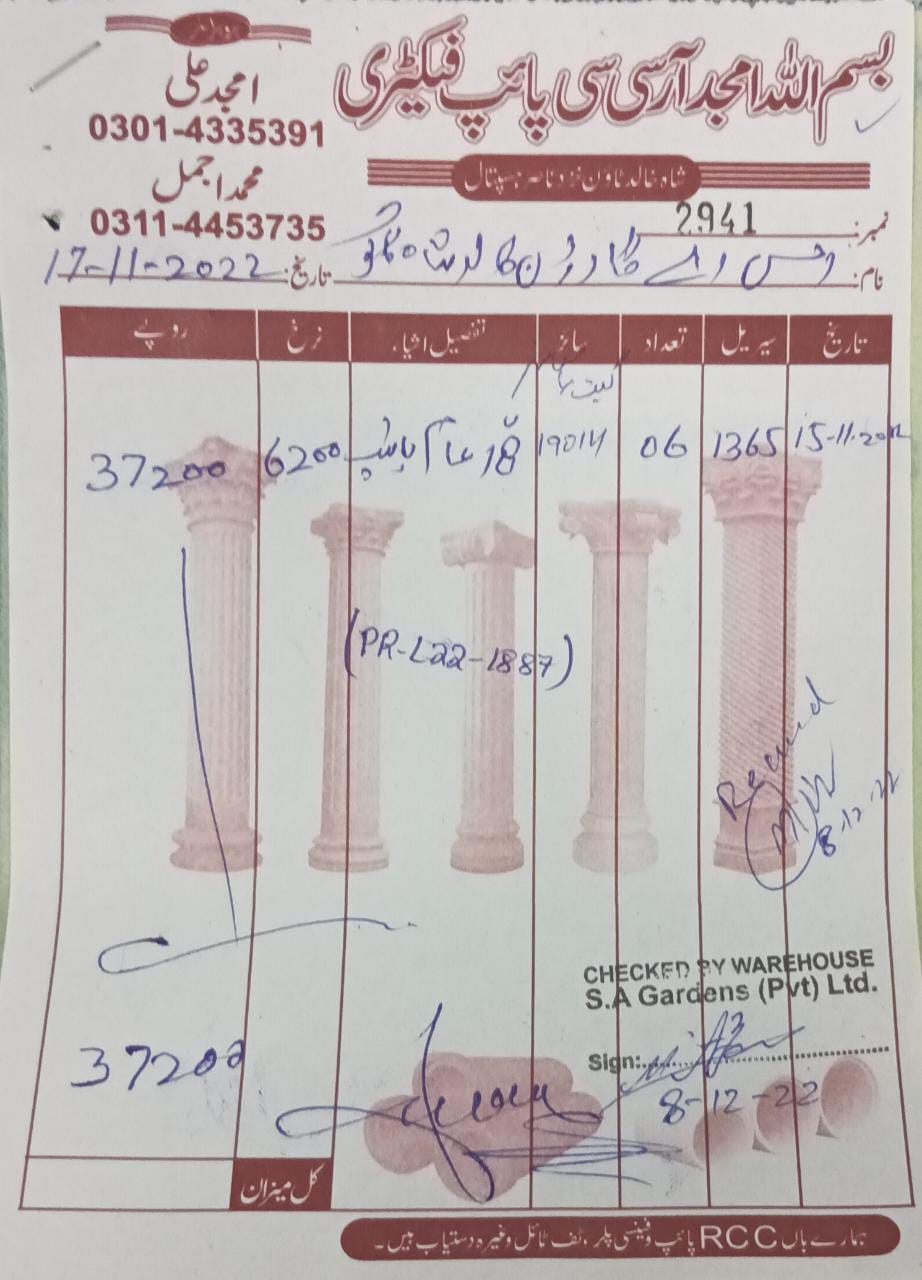 بسم اللہ امجد آر سی سی پائپ فیکٹری
پروپرائٹر
امجد علی
0301-4335391
محمد اجمل
0311-4453735
شاہ خالد ٹاؤن نزد ناصر ہسپتال
نمبر: 2941
نام: ایس اے گارڈن کالا شاہ کاکو
تاریخ: 17-11-2022
تاریخ سیریل تعداد سائز تفصیل اشیاء نرخ روپے
گیٹ
15-11-2022 1365 06 19014 پائپ 6200 37200
(PR-L22-1887)
Received
8-12-22
CHECKED BY WAREHOUSE
S.A Gardens (Pvt) Ltd.
Sign:
8-12-22
37200
کل میزان
ہمارے ہاں RCC پائپ و فینسی پلر، ٹف ٹائل وغیرہ دستیاب ہیں۔